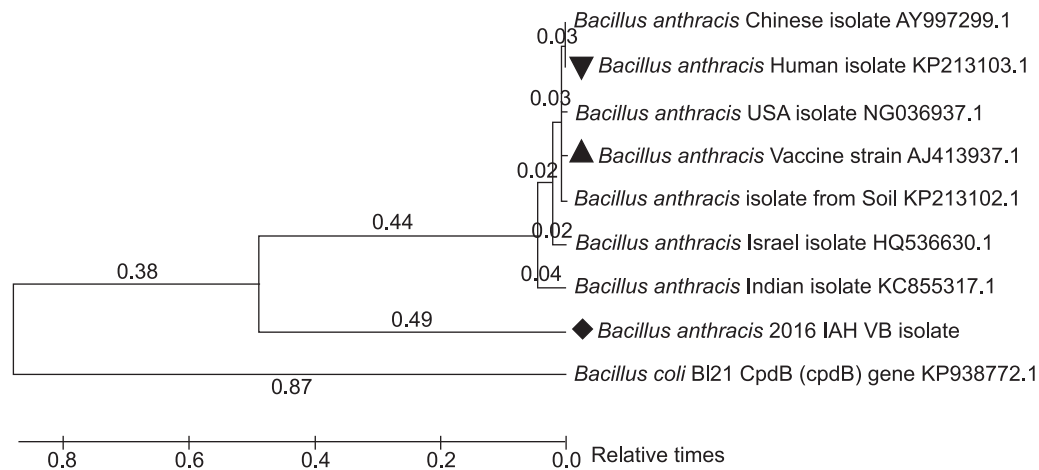 Bacillus anthracis Chinese isolate AY997299.1
0.03
Bacillus anthracis Human isolate KP213103.1
0.03
Bacillus anthracis USA isolate NG036937.1
Bacillus anthracis Vaccine strain AJ413937.1
0.02
Bacillus anthracis isolate from Soil KP213102.1
0.44
0.02
Bacillus anthracis Israel isolate HQ536630.1
0.38
0.04
Bacillus anthracis Indian isolate KC855317.1
0.49
Bacillus anthracis 2016 IAH VB isolate
Bacillus coli Bl21 CpdB (cpdB) gene KP938772.1
0.87
0.8 0.6 0.4 0.2 0.0 Relative times